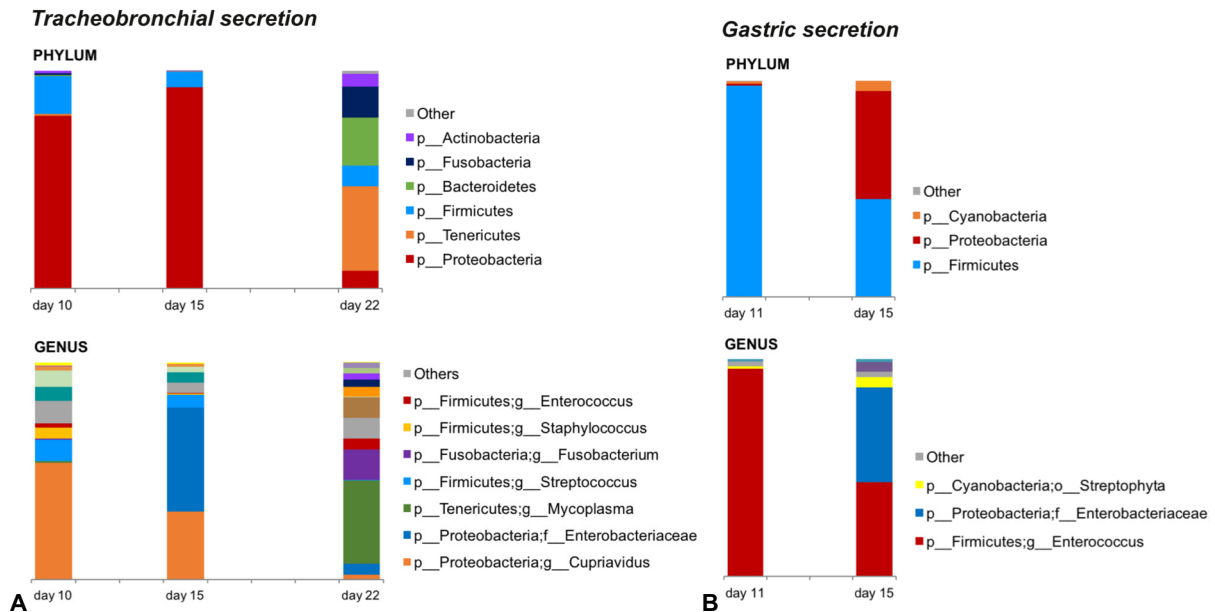 Tracheobronchial secretion
PHYLUM
Other
p__Actinobacteria
p__Fusobacteria
p__Bacteroidetes
p__Firmicutes
p__Tenericutes
p__Proteobacteria
day 10
day 15
day 22
GENUS
Others
p__Firmicutes;g__Enterococcus
p__Firmicutes;g__Staphylococcus
p__Fusobacteria;g__Fusobacterium
p__Firmicutes;g__Streptococcus
p__Tenericutes;g__Mycoplasma
p__Proteobacteria;f__Enterobacteriaceae
p__Proteobacteria;g__Cupriavidus
day 10
day 15
day 22
A
Gastric secretion
PHYLUM
Other
p__Cyanobacteria
p__Proteobacteria
p__Firmicutes
day 11
day 15
GENUS
Other
p__Cyanobacteria;o__Streptophyta
p__Proteobacteria;f__Enterobacteriaceae
p__Firmicutes;g__Enterococcus
day 11
day 15
B